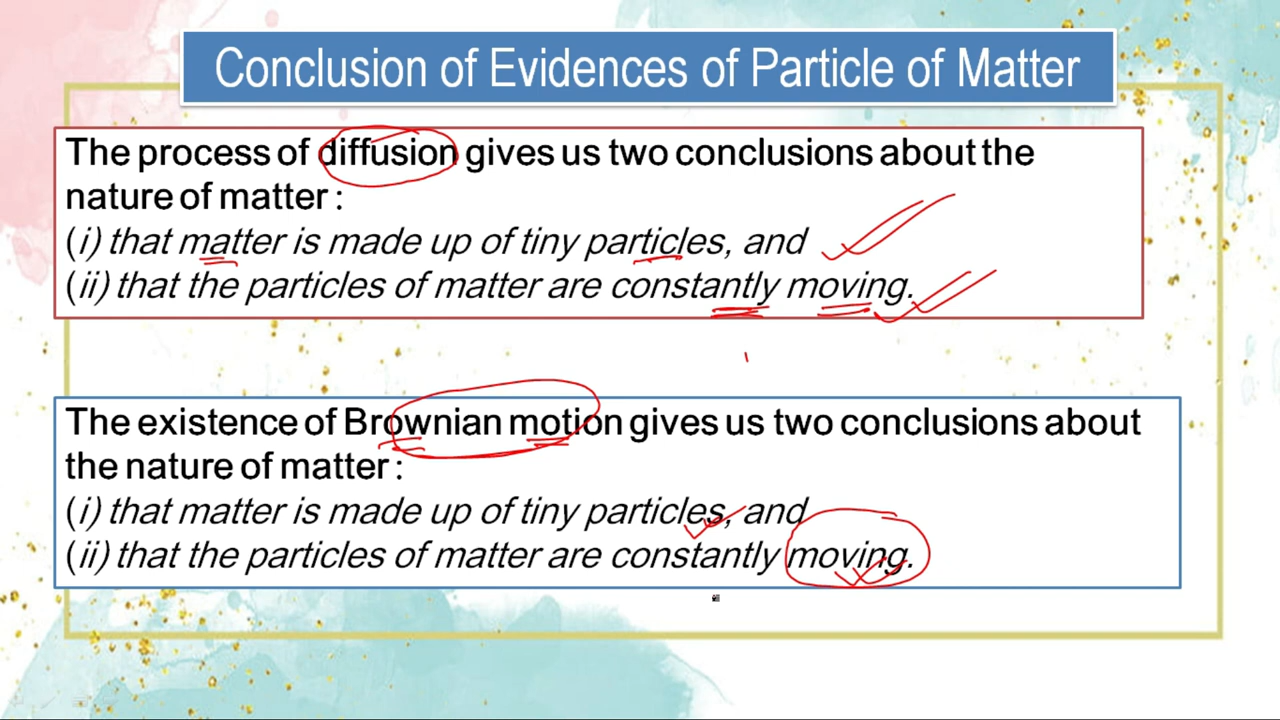 Conclusion of Evidences of Particle of Matter
The process of diffusion gives us two conclusions about the
nature of matter :
(i) that matter is made up of tiny particles, and
(ii) that the particles of matter are constantly moving.
The existence of Brownian motion gives us two conclusions about
the nature of matter :
(i) that matter is made up of tiny particles, and
(ii) that the particles of matter are constantly moving.